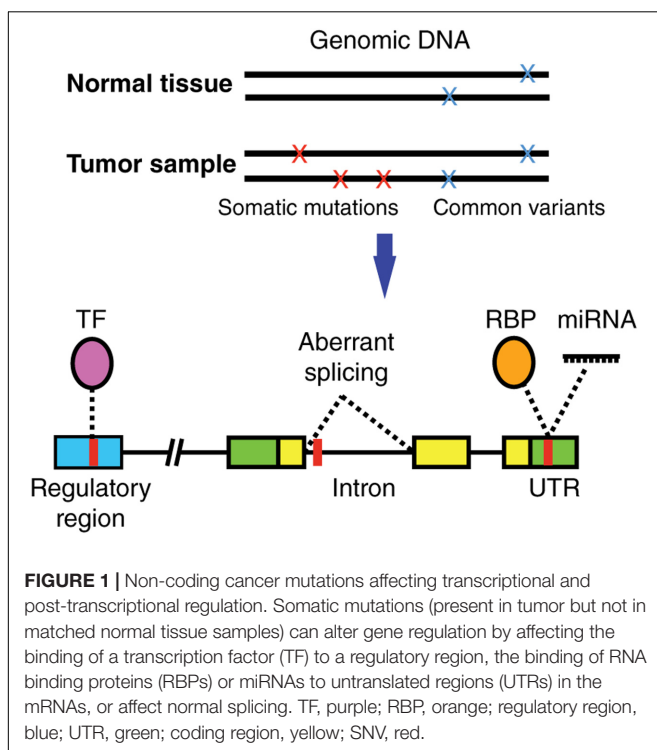 Genomic DNA
Normal tissue
Tumor sample
Somatic mutations Common variants
TF
Aberrant
splicing
RBP miRNA
Regulatory
region
Intron
UTR
FIGURE 1 | Non-coding cancer mutations affecting transcriptional and
post-transcriptional regulation. Somatic mutations (present in tumor but not in
matched normal tissue samples) can alter gene regulation by affecting the
binding of a transcription factor (TF) to a regulatory region, the binding of RNA
binding proteins (RBPs) or miRNAs to untranslated regions (UTRs) in the
mRNAs, or affect normal splicing. TF, purple; RBP, orange; regulatory region,
blue; UTR, green; coding region, yellow; SNV, red.